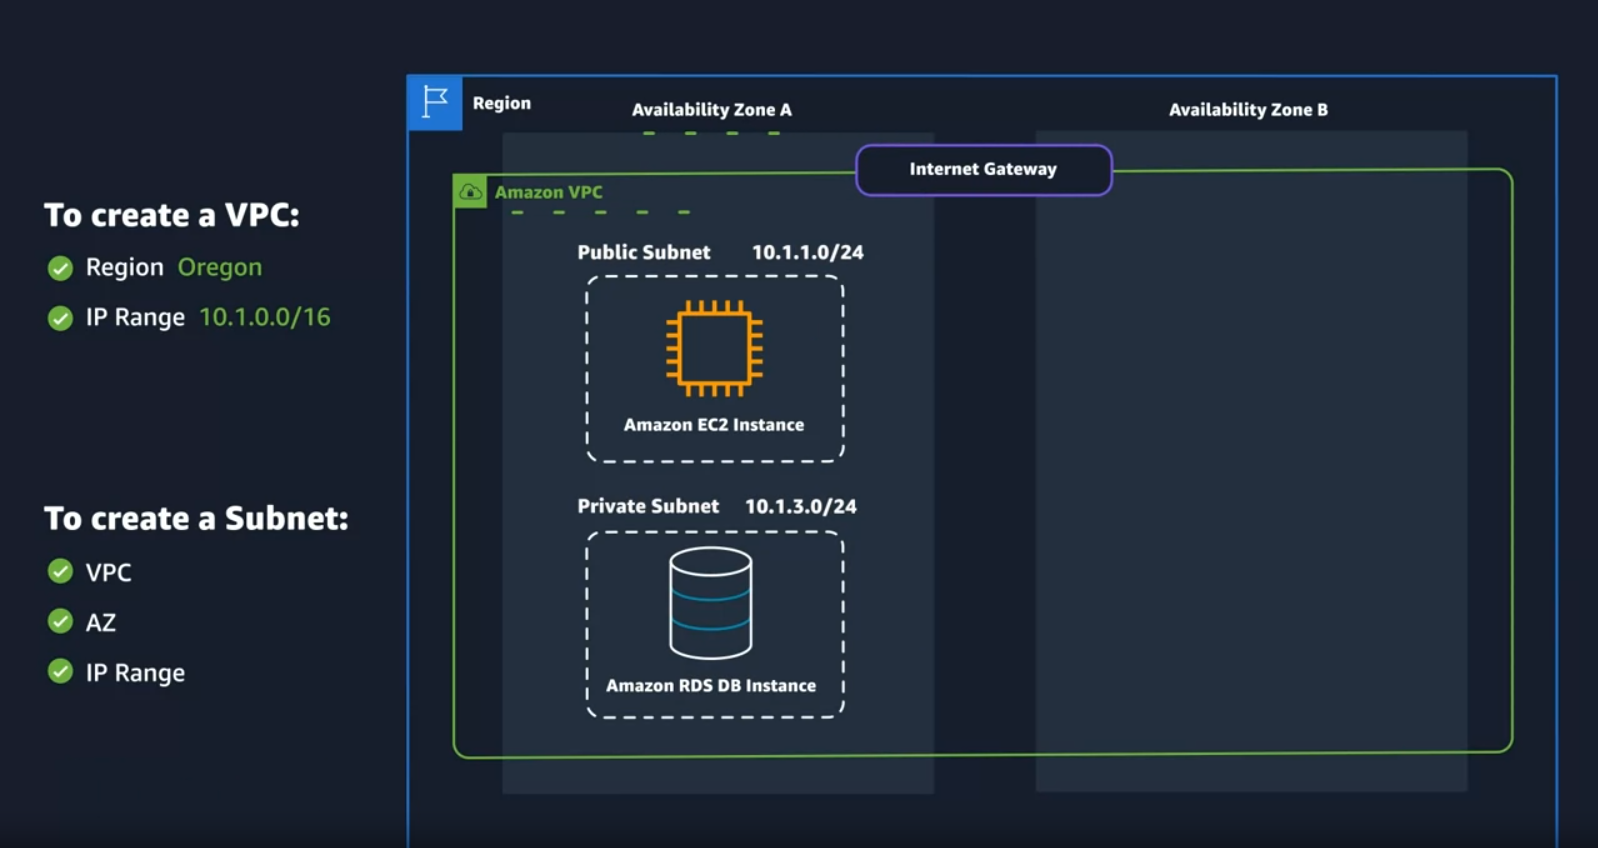 To create a VPC:
Region Oregon
IP Range 10.1.0.0/16
To create a Subnet:
VPC
AZ
IP Range
Region
Availability Zone A
Availability Zone B
Internet Gateway
Amazon VPC
Public Subnet 10.1.1.0/24
Amazon EC2 Instance
Private Subnet 10.1.3.0/24
Amazon RDS DB Instance